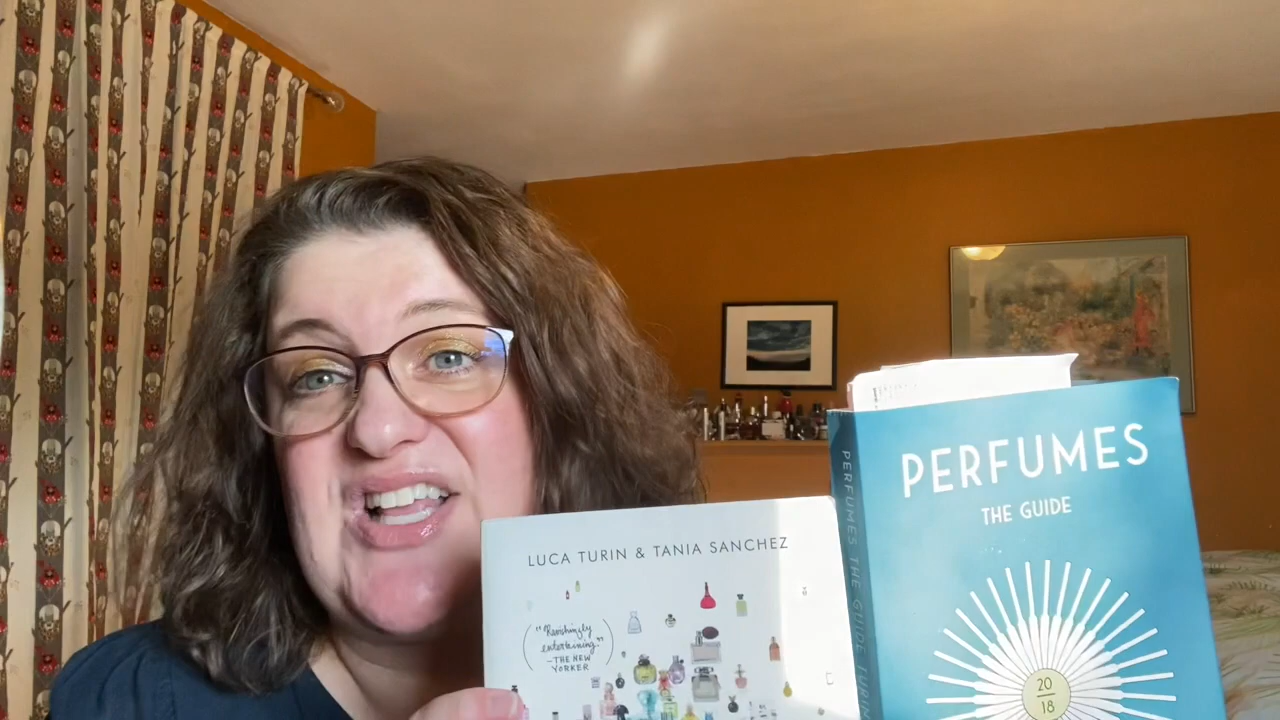 LUCA TURIN & TANIA SANCHEZ
"Ravishingly
entertaining."
—THE NEW
YORKER
PERFUMES
THE GUIDE
20
18
PERFUMES THE GUIDE